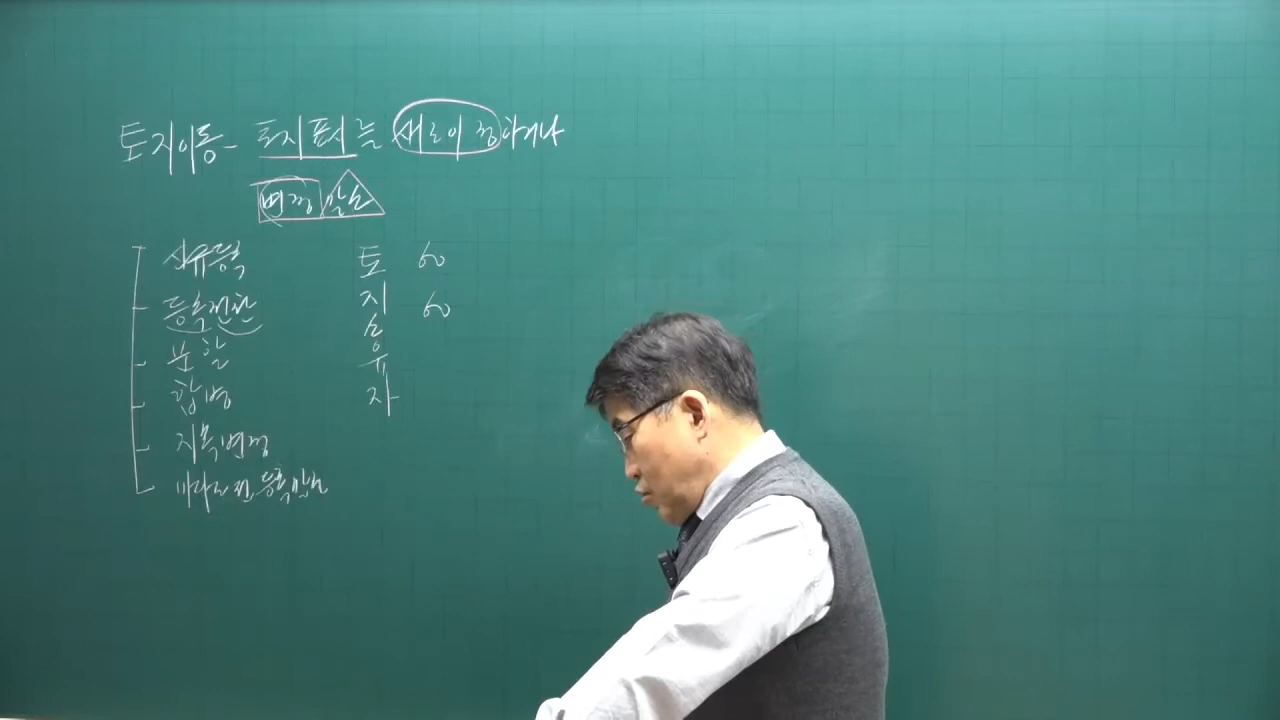 토지이동 - 토지표시를 새로이 정하거나
변경 말소
신규등록 토 60
등록전환 지 60
소
분할 유
합병 자
지목변경
바다로 된 등록말소